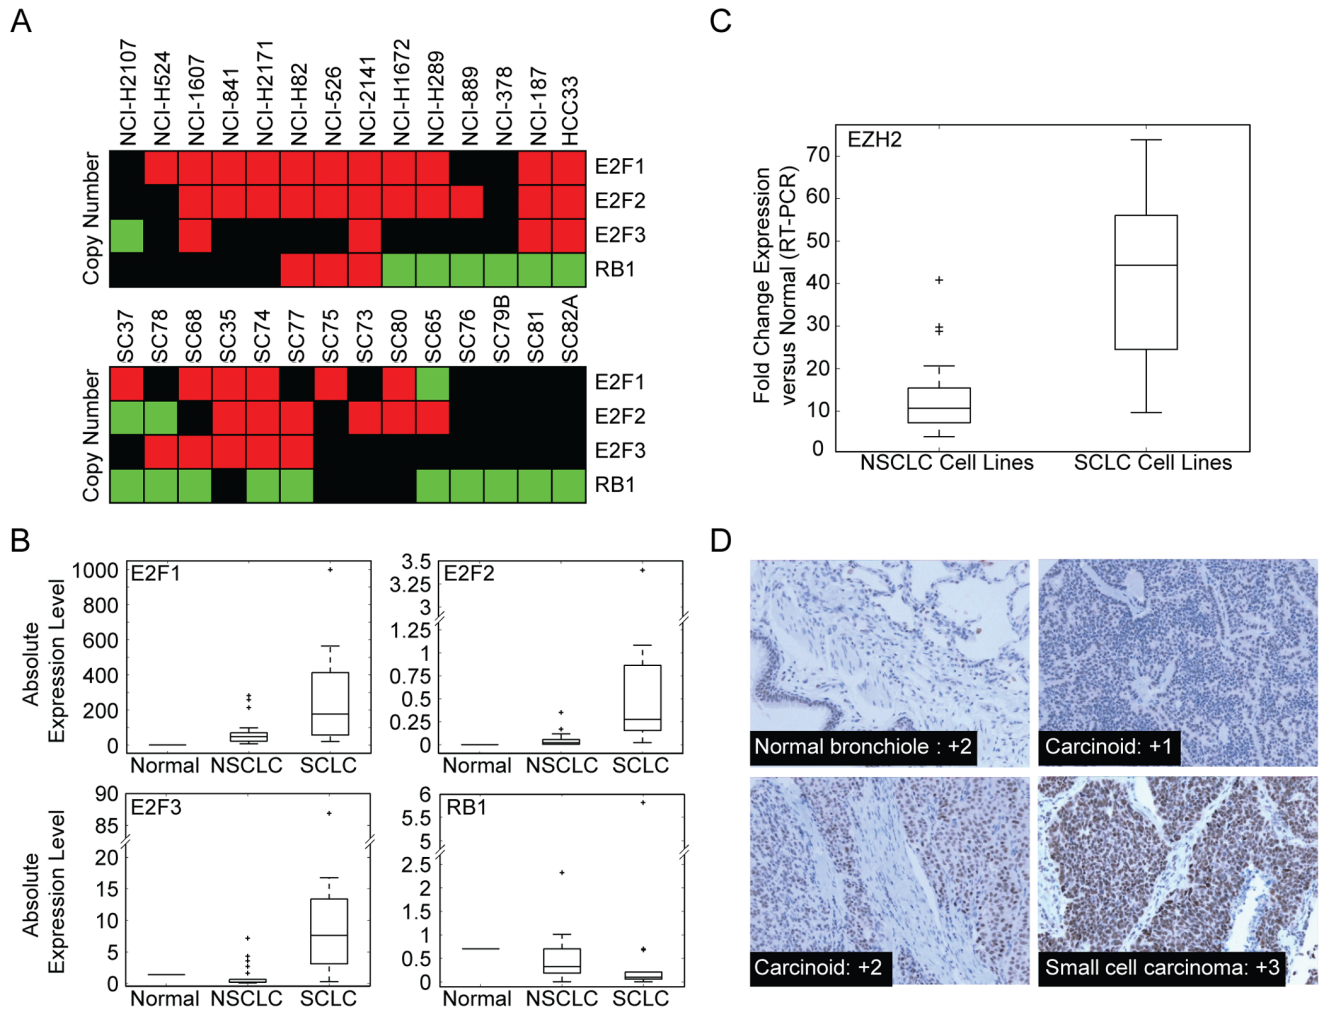 A
NCI-H2107
NCI-H524
NCI-1607
NCI-841
NCI-H2171
NCI-H82
NCI-526
NCI-2141
NCI-H1672
NCI-H289
NCI-889
NCI-378
NCI-187
HCC33
Copy Number
E2F1
E2F2
E2F3
RB1
SC37
SC78
SC68
SC35
SC74
SC77
SC75
SC73
SC80
SC65
SC76
SC79B
SC81
SC82A
Copy Number
E2F1
E2F2
E2F3
RB1
B
Absolute
Expression Level
E2F1
1000
800
600
400
200
0
Normal NSCLC SCLC
E2F2
3.5
3.25
3
1.25
1
0.75
0.5
0.25
0
Normal NSCLC SCLC
Absolute
Expression Level
E2F3
90
85
20
15
10
5
0
Normal NSCLC SCLC
RB1
6
5.5
5
2.5
2
1.5
1
0.5
0
Normal NSCLC SCLC
C
EZH2
Fold Change Expression
versus Normal (RT-PCR)
70
60
50
40
30
20
10
0
NSCLC Cell Lines SCLC Cell Lines
D
Normal bronchiole : +2
Carcinoid: +1
Carcinoid: +2
Small cell carcinoma: +3